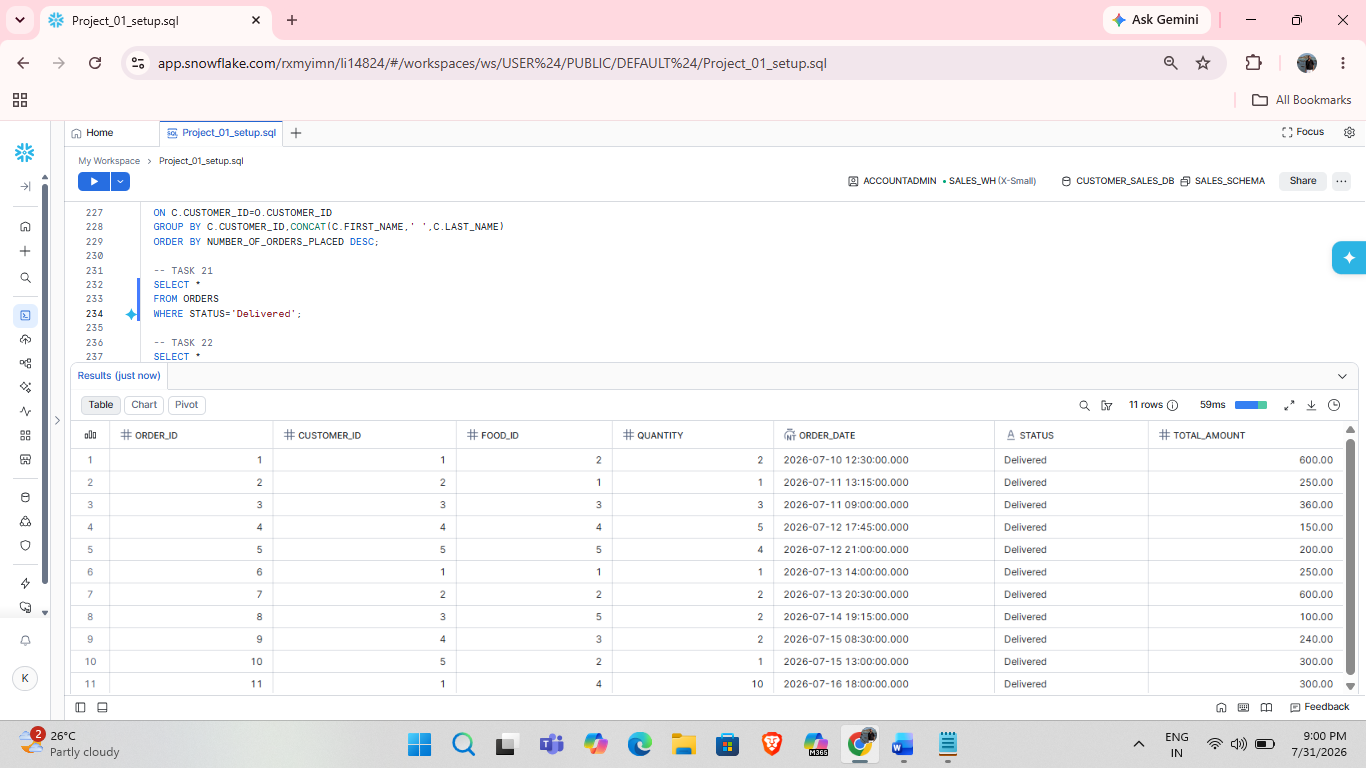 Project_01_setup.sql
Ask Gemini
app.snowflake.com/rxmyimn/li14824/#/workspaces/ws/USER%24/PUBLIC/DEFAULT%24/Project_01_setup.sql
All Bookmarks
Home Project_01_setup.sql Focus
My Workspace > Project_01_setup.sql
ACCOUNTADMIN • SALES_WH (X-Small) CUSTOMER_SALES_DB SALES_SCHEMA Share ...
227 ON C.CUSTOMER_ID=O.CUSTOMER_ID
228 GROUP BY C.CUSTOMER_ID,CONCAT(C.FIRST_NAME,' ',C.LAST_NAME)
229 ORDER BY NUMBER_OF_ORDERS_PLACED DESC;
230
231 -- TASK 21
232 SELECT *
233 FROM ORDERS
234 WHERE STATUS='Delivered';
235
236 -- TASK 22
237 SELECT *
Results (just now)
Table Chart Pivot 11 rows 59ms
ORDER_ID CUSTOMER_ID FOOD_ID QUANTITY ORDER_DATE STATUS TOTAL_AMOUNT
1 1 1 2 2 2026-07-10 12:30:00.000 Delivered 600.00
2 2 2 1 1 2026-07-11 13:15:00.000 Delivered 250.00
3 3 3 3 3 2026-07-11 09:00:00.000 Delivered 360.00
4 4 4 4 5 2026-07-12 17:45:00.000 Delivered 150.00
5 5 5 5 4 2026-07-12 21:00:00.000 Delivered 200.00
6 6 1 1 1 2026-07-13 14:00:00.000 Delivered 250.00
7 7 2 2 2 2026-07-13 20:30:00.000 Delivered 600.00
8 8 3 5 2 2026-07-14 19:15:00.000 Delivered 100.00
9 9 4 3 2 2026-07-15 08:30:00.000 Delivered 240.00
10 10 5 2 1 2026-07-15 13:00:00.000 Delivered 300.00
11 11 1 4 10 2026-07-16 18:00:00.000 Delivered 300.00
K
Feedback
2
26°C
Partly cloudy
M365
ENG
IN
9:00 PM
7/31/2026